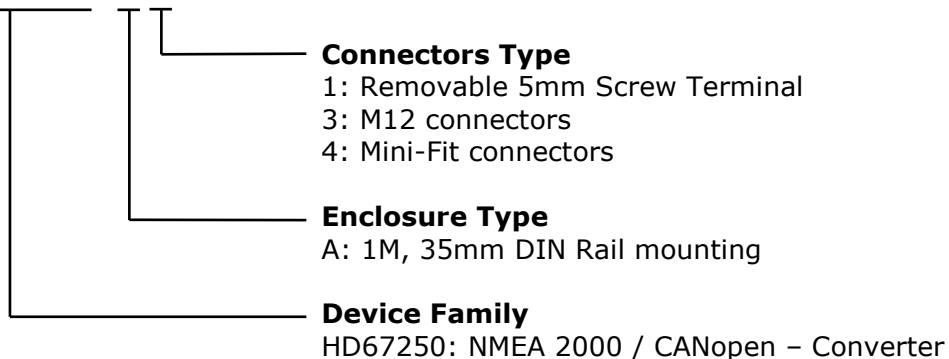 Connectors Type
1: Removable 5mm Screw Terminal
3: M12 connectors
4: Mini-Fit connectors
Enclosure Type
A: 1M, 35mm DIN Rail mounting
Device Family
HD67250: NMEA 2000 / CANopen – Converter